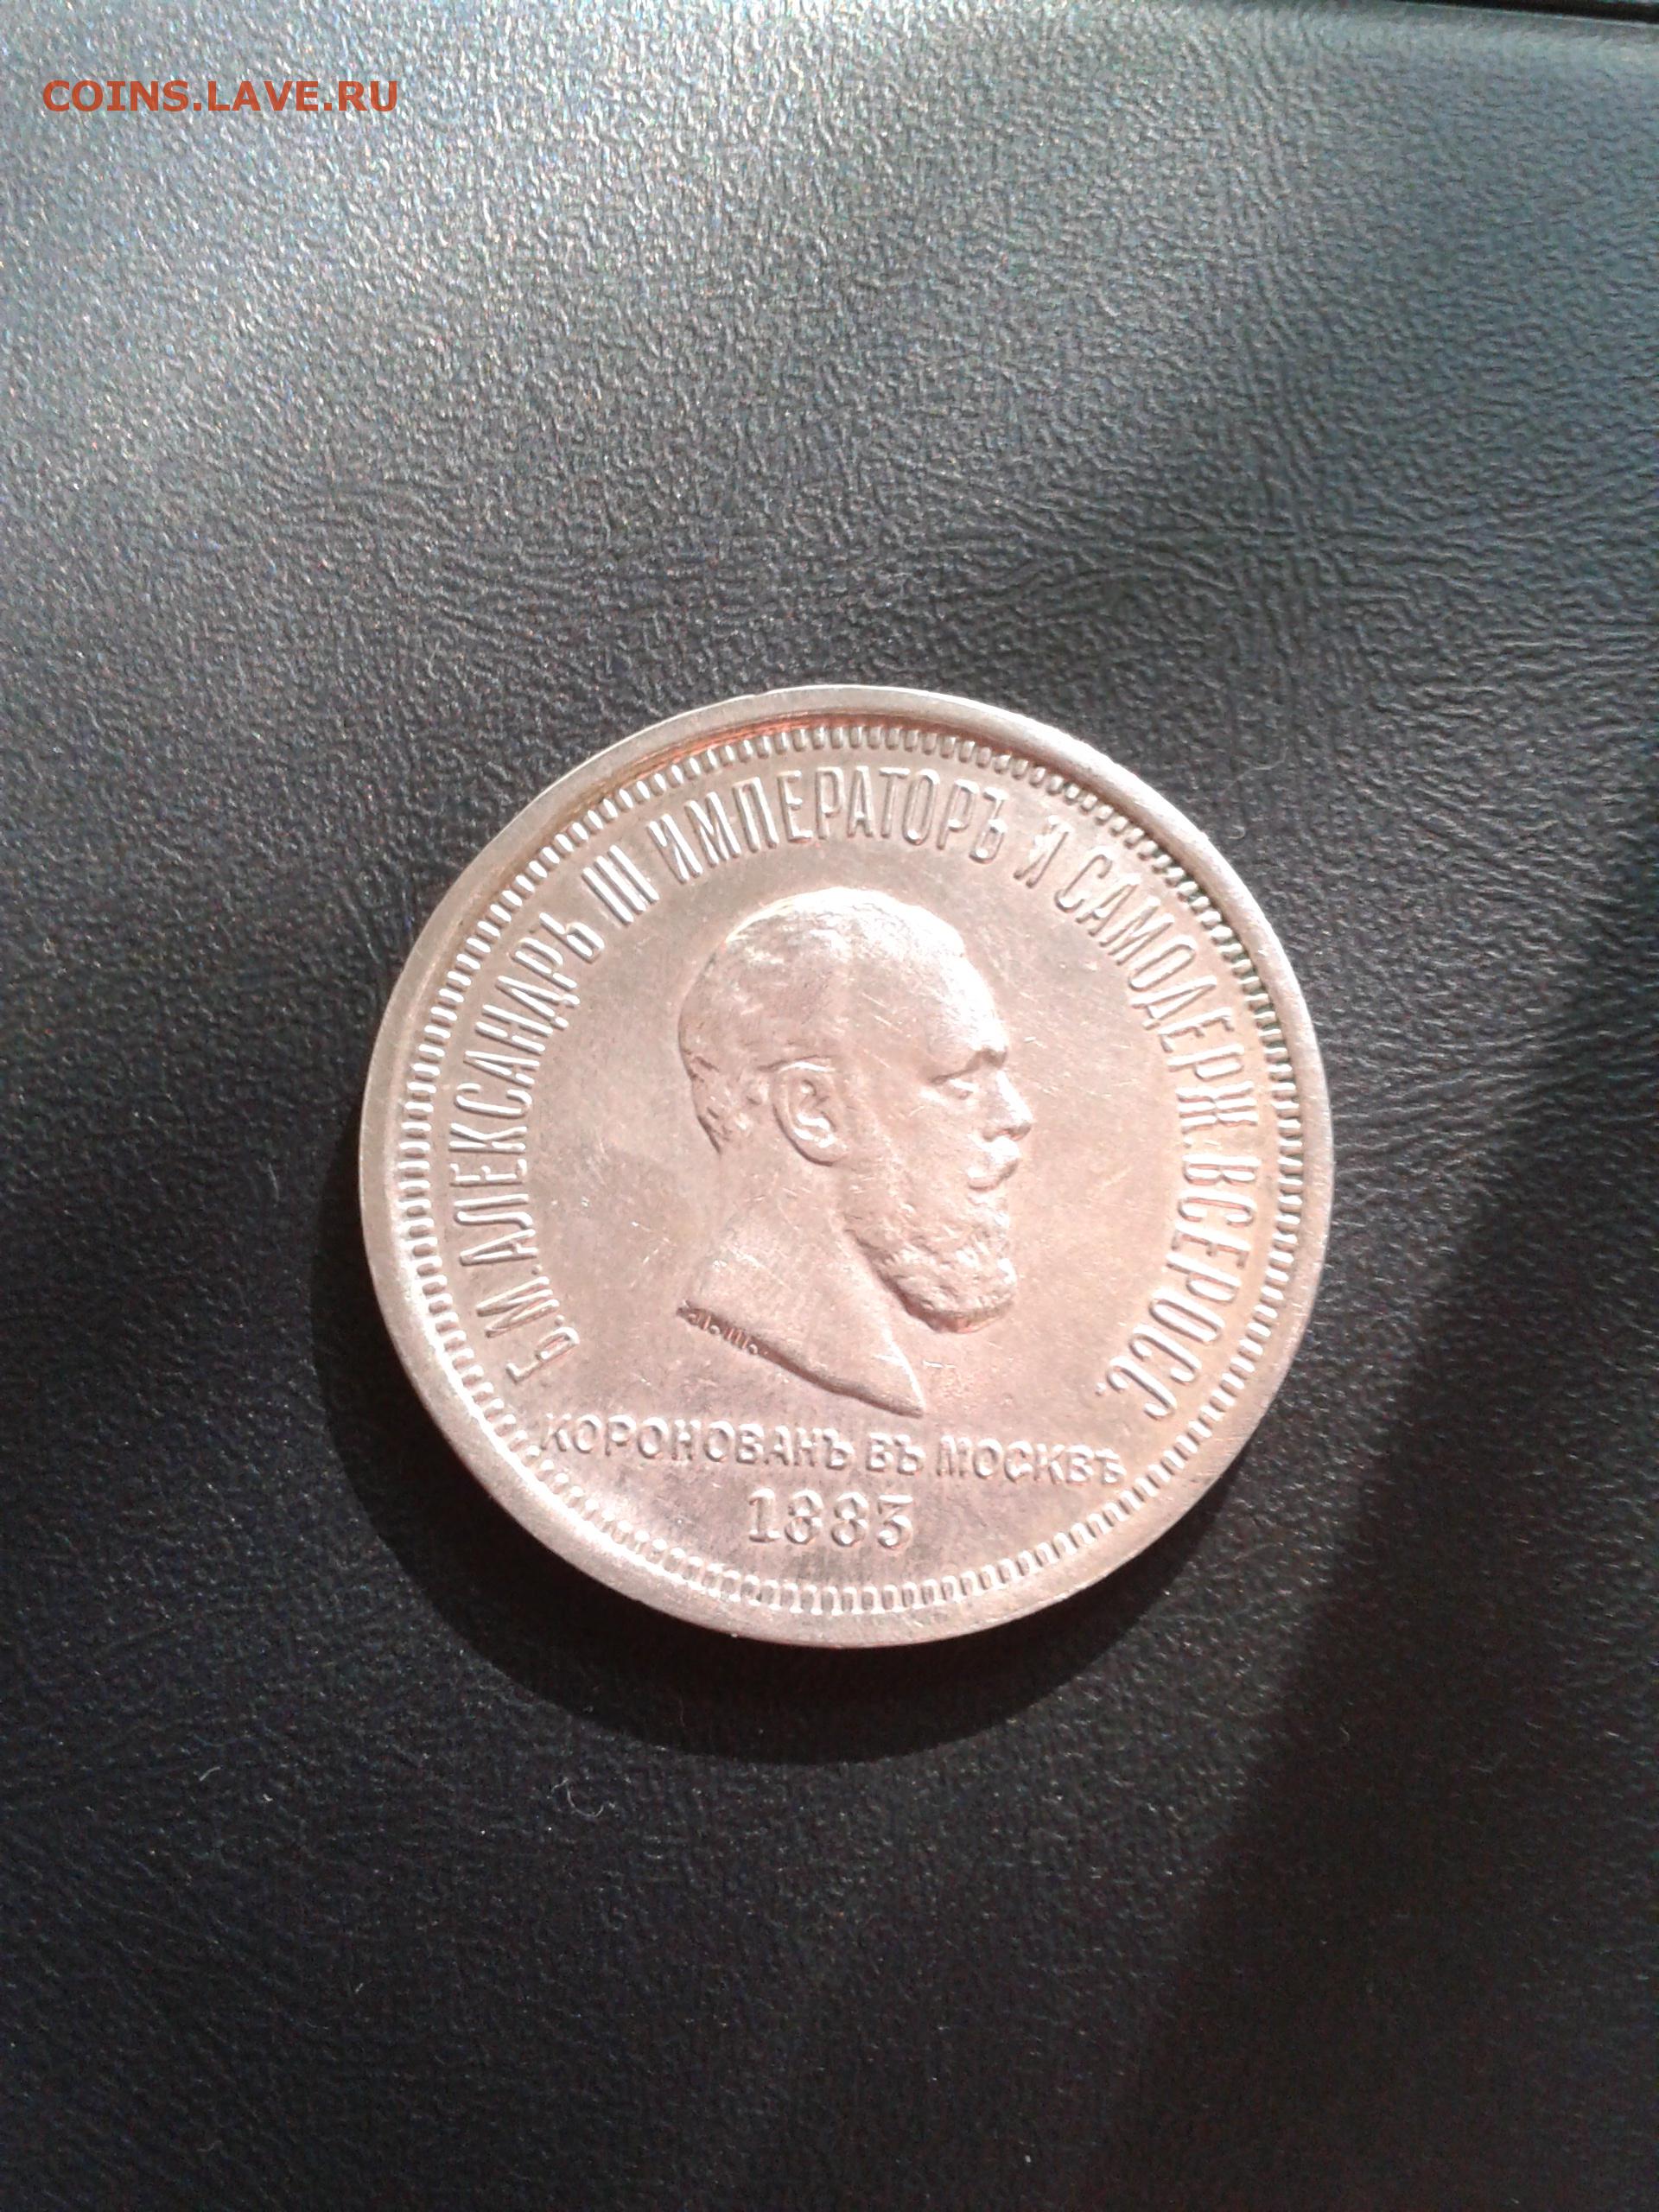 COINS.LAVE.RU
Б.М.АЛЕКСАНДРЪ III ИМПЕРАТОРЪ И САМОДЕРЖ.ВСЕРОСС.
Л.Ш.
КОРОНОВАНЪ ВЪ МОСКВѢ
1883